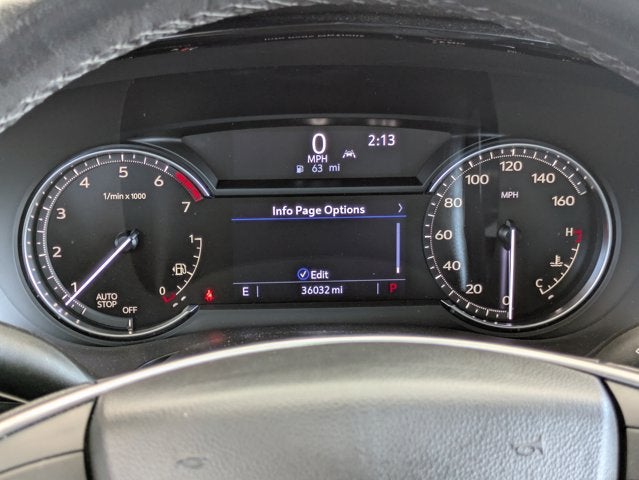 0 2:13
MPH
63 mi
Info Page Options
Edit
E 36032 mi P
1 2 3 4 5 6 7
1/min x 1000
AUTO
STOP
OFF
0 1
0 20 40 60 80 100 120 140 160
MPH
H
C